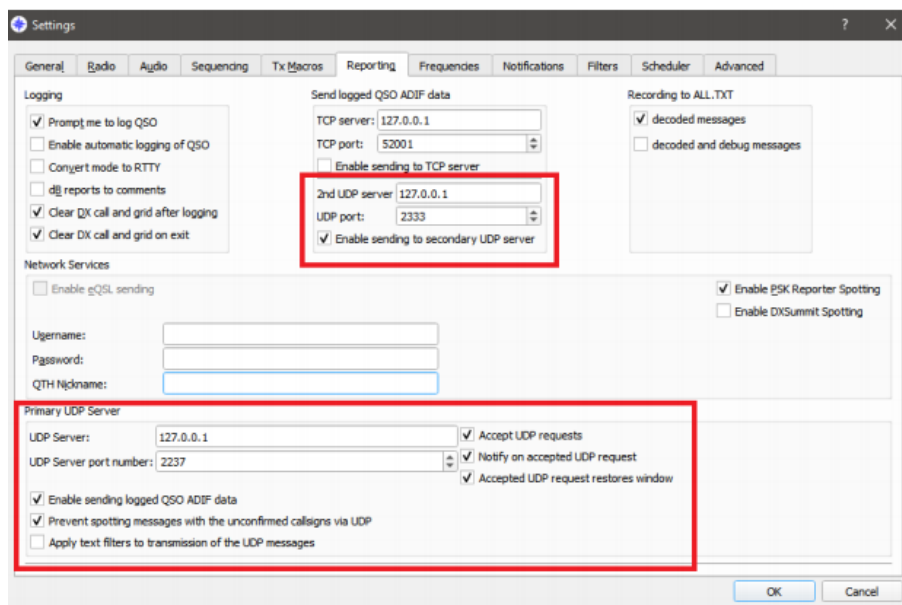 Settings
General Radio Audio Sequencing Tx Macros Reporting Frequencies Notifications Filters Scheduler Advanced
Logging
Prompt me to log QSO
Enable automatic logging of QSO
Convert mode to RTTY
dB reports to comments
Clear DX call and grid after logging
Clear DX call and grid on exit
Send logged QSO ADIF data
TCP server: 127.0.0.1
TCP port: 52001
Enable sending to TCP server
2nd UDP server 127.0.0.1
UDP port: 2333
Enable sending to secondary UDP server
Recording to ALL.TXT
decoded messages
decoded and debug messages
Network Services
Enable eQSL sending
Enable PSK Reporter Spotting
Enable DXSummit Spotting
Username:
Password:
QTH Nickname:
Primary UDP Server
UDP Server: 127.0.0.1
UDP Server port number: 2237
Accept UDP requests
Notify on accepted UDP request
Accepted UDP request restores window
Enable sending logged QSO ADIF data
Prevent spotting messages with the unconfirmed callsigns via UDP
Apply text filters to transmission of the UDP messages
OK Cancel